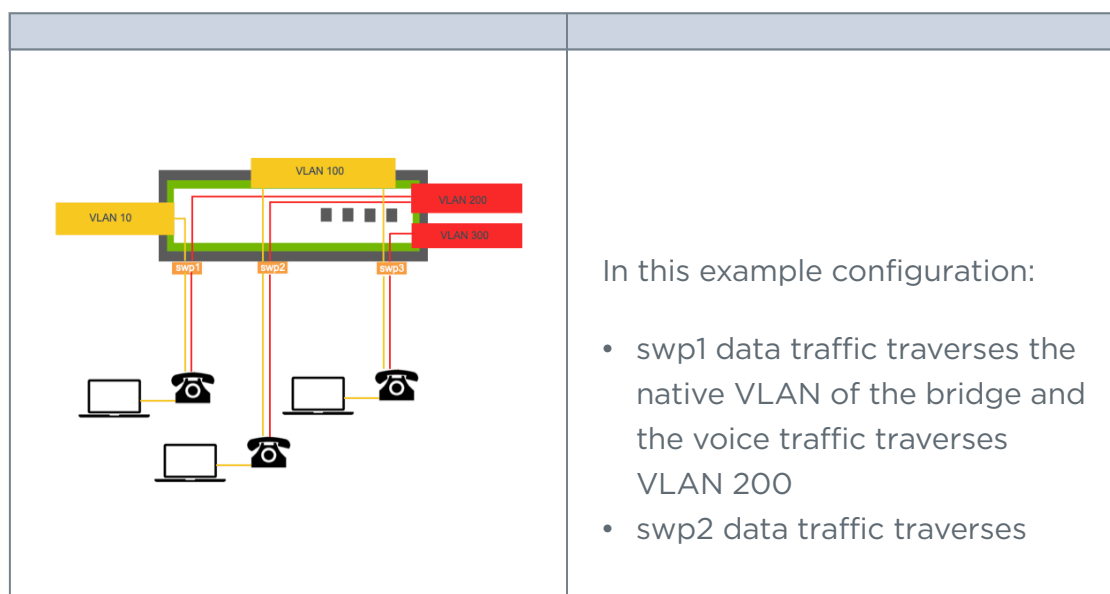 VLAN 100
VLAN 10
VLAN 200
VLAN 300
swp1
swp2
swp3
In this example configuration:
• swp1 data traffic traverses the
native VLAN of the bridge and
the voice traffic traverses
VLAN 200
• swp2 data traffic traverses